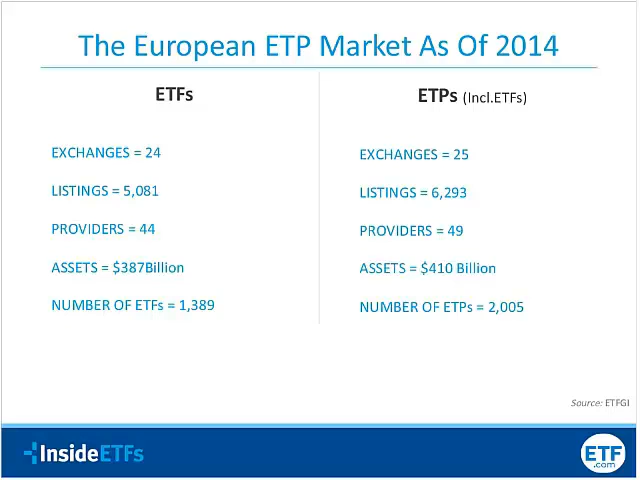 The European ETP Market As Of 2014
ETFs
EXCHANGES = 24
LISTINGS = 5,081
PROVIDERS = 44
ASSETS = $387Billion
NUMBER OF ETFs = 1,389
ETPs (Incl.ETFs)
EXCHANGES = 25
LISTINGS = 6,293
PROVIDERS = 49
ASSETS = $410 Billion
NUMBER OF ETPs = 2,005
Source: ETFGI
InsideETFs
ETF
.com